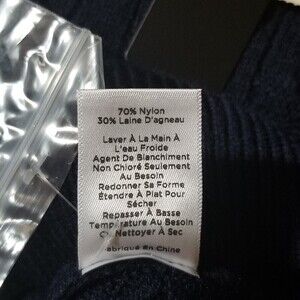 70% Nylon
30% Laine D'agneau
Laver À La Main À
L'eau Froide
Agent De Blanchiment
Non Chloré Seulement
Au Besoin
Redonner Sa Forme
Étendre À Plat Pour
Sécher
Repasser À Basse
Température Au Besoin
Ou Nettoyer À Sec
Fabriqué En Chine